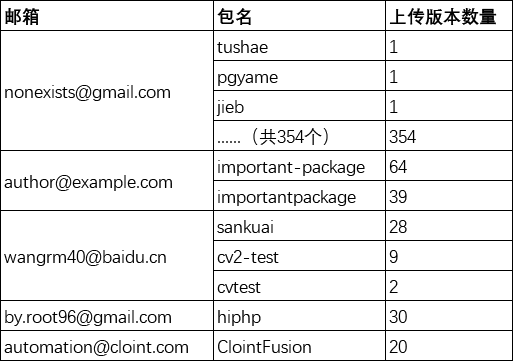 邮箱 包名 上传版本数量
nonexists@gmail.com tushae 1
pgyame 1
jieb 1
......（共354个） 354
author@example.com important-package 64
importantpackage 39
wangrm40@baidu.cn sankuai 28
cv2-test 9
cvtest 2
by.root96@gmail.com hiphp 30
automation@cloint.com ClointFusion 20